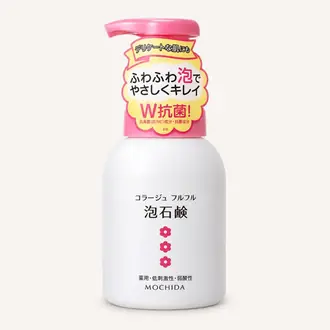 デリケートな肌にも
ふわふわ泡で
やさしくキレイ
W抗菌!
コラージュ フルフル
泡石鹸
薬用・低刺激性・弱酸性
MOCHIDA